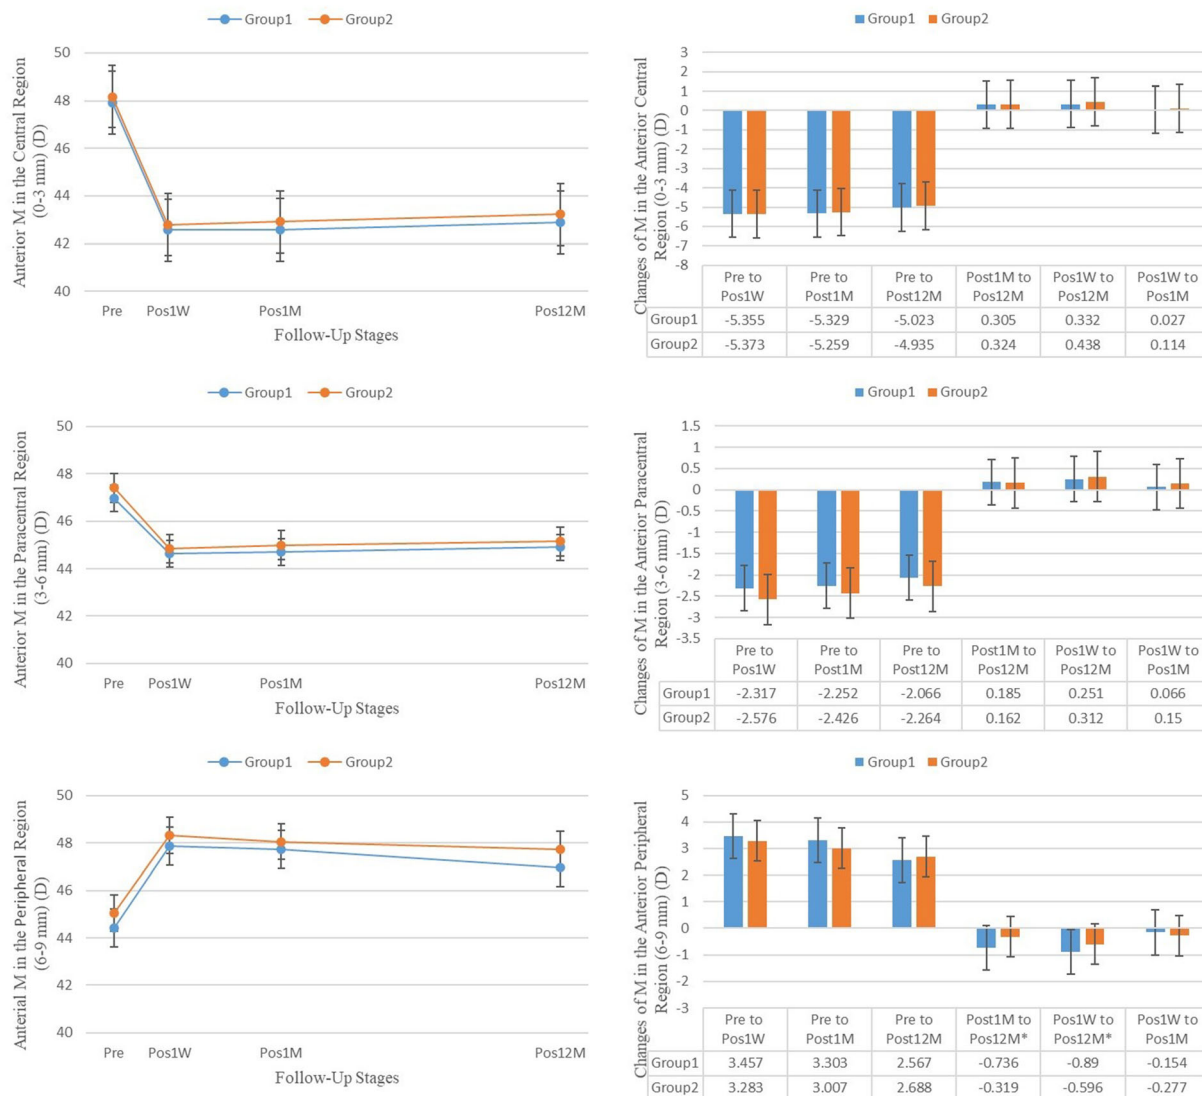 Group1 Group2
Anterior M in the Central Region
(0-3 mm) (D)
50
48
46
44
42
40
Pre Pos1W Pos1M Pos12M
Follow-Up Stages
Group1 Group2
Changes of M in the Anterior Central
Region (0-3 mm) (D)
3
2
1
0
-1
-2
-3
-4
-5
-6
-7
-8
Pre to Pre to Pre to Post1M to Pos1W to Pos1W to
Pos1W Post1M Post12M Pos12M Pos12M Pos1M
Group1 -5.355 -5.329 -5.023 0.305 0.332 0.027
Group2 -5.373 -5.259 -4.935 0.324 0.438 0.114
Group1 Group2
Anterior M in the Paracentral Region
(3-6 mm) (D)
50
48
46
44
42
40
Pre Pos1W Pos1M Pos12M
Follow-Up Stages
Group1 Group2
Changes of M in the Anterior Paracentral
Region (3-6 mm) (D)
1.5
1
0.5
0
-0.5
-1
-1.5
-2
-2.5
-3
-3.5
Pre to Pre to Pre to Post1M to Pos1W to Pos1W to
Pos1W Post1M Post12M Pos12M Pos12M Pos1M
Group1 -2.317 -2.252 -2.066 0.185 0.251 0.066
Group2 -2.576 -2.426 -2.264 0.162 0.312 0.15
Group1 Group2
Anterial M in the Peripheral Region
(6-9 mm) (D)
50
48
46
44
42
40
Pre Pos1W Pos1M Pos12M
Follow-Up Stages
Group1 Group2
Changes of M in the Anterior Peripheral
Region (6-9 mm) (D)
5
4
3
2
1
0
-1
-2
-3
Pre to Pre to Pre to Post1M to Pos1W to Pos1W to
Pos1W Post1M Post12M Pos12M* Pos12M* Pos1M
Group1 3.457 3.303 2.567 -0.736 -0.89 -0.154
Group2 3.283 3.007 2.688 -0.319 -0.596 -0.277